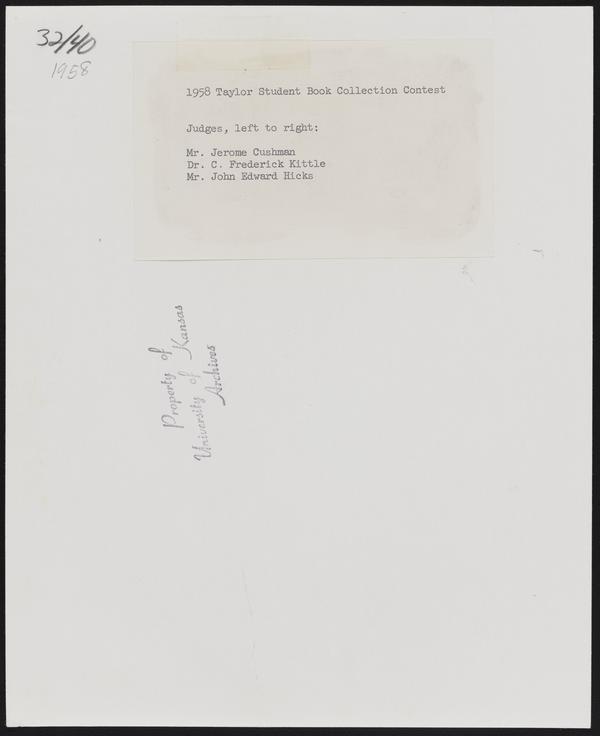 32/40
1958
1958 Taylor Student Book Collection Contest
Judges, left to right:
Mr. Jerome Cushman
Dr. C. Frederick Kittle
Mr. John Edward Hicks
Property of
University of Kansas
Archives